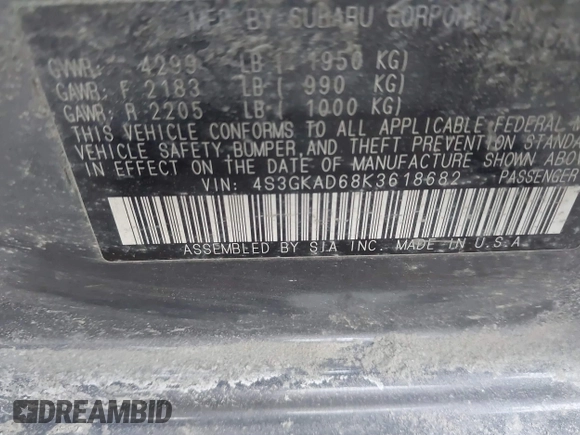 MFD BY SUBARU CORPORATION
GVWR: 4299 LB ( 1950 KG)
GAWR: F 2183 LB ( 990 KG)
GAWR: R 2205 LB ( 1000 KG)
THIS VEHICLE CONFORMS TO ALL APPLICABLE FEDERAL
VEHICLE SAFETY, BUMPER, AND THEFT PREVENTION STANDA
IN EFFECT ON THE DATE OF MANUFACTURE SHOWN ABOV
VIN: 4S3GKAD68K3618682 PASSENGER
ASSEMBLED BY SIA INC. MADE IN U.S.A
DREAMBID